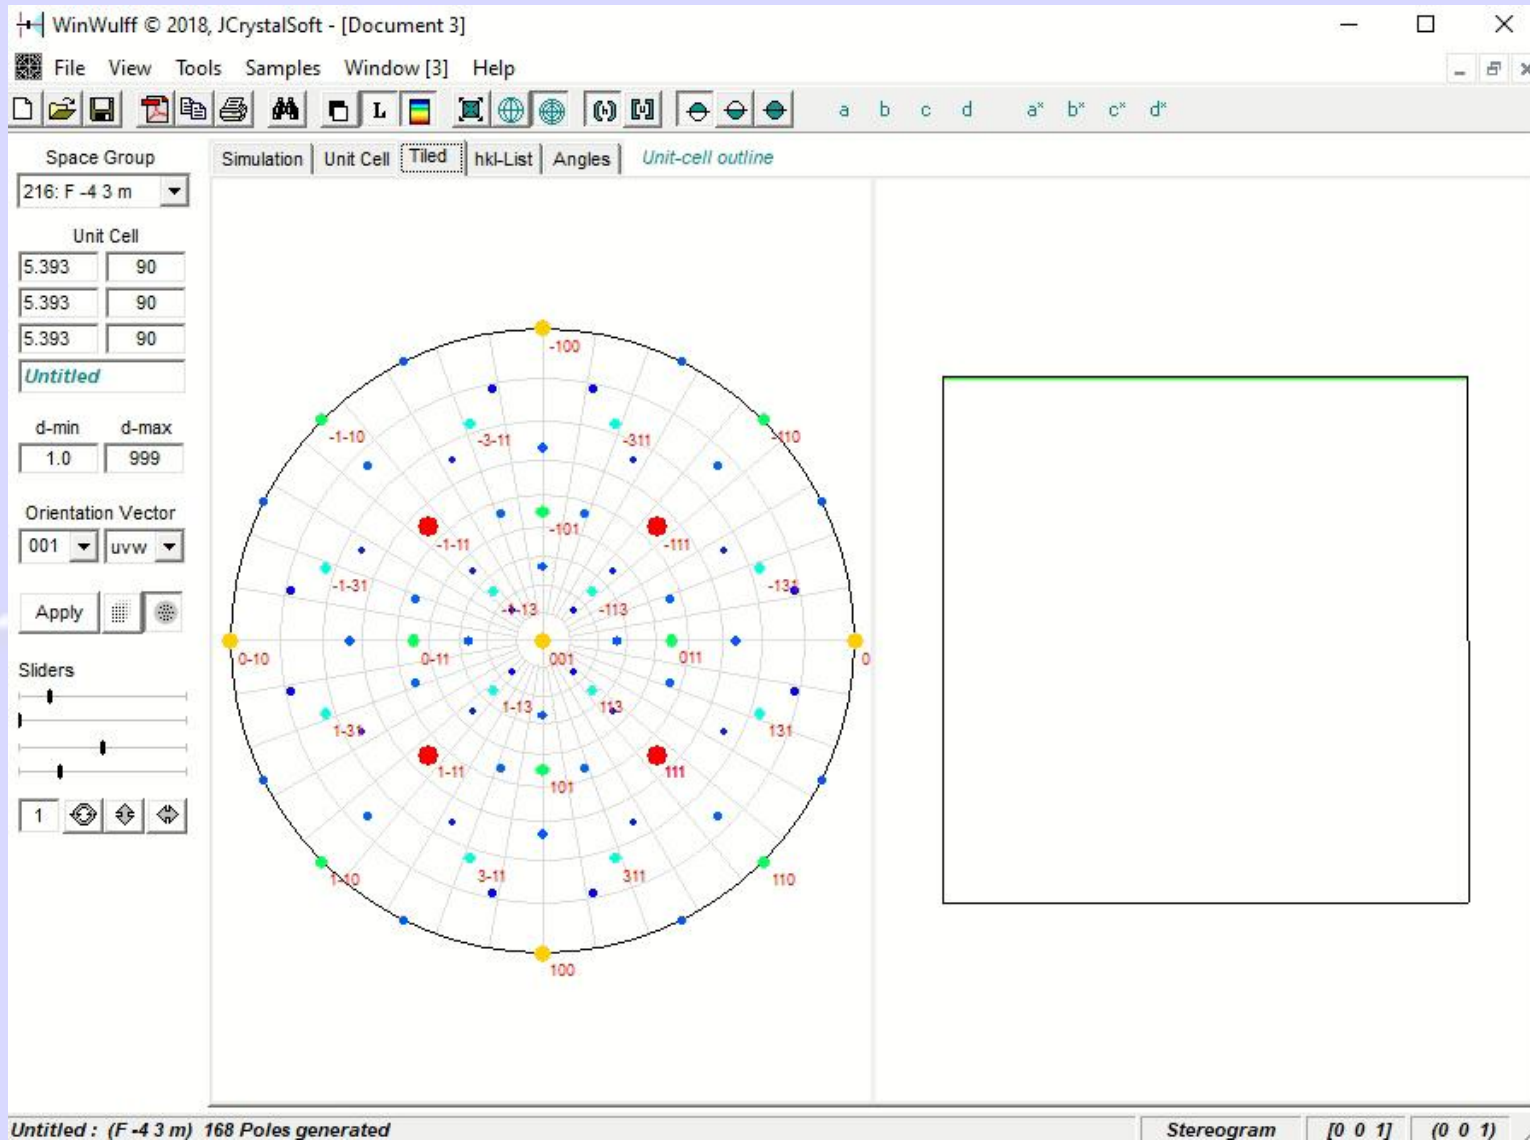 WinWulff © 2018, JCrystalSoft - [Document 3]
File View Tools Samples Window [3] Help
L a b c d a* b* c* d*
Space Group
216: F -4 3 m
Unit Cell
5.393 90
5.393 90
5.393 90
Untitled
d-min d-max
1.0 999
Orientation Vector
001 uvw
Apply
Sliders
1
Simulation Unit Cell Tiled hkl-List Angles Unit-cell outline
-100
-1-10 -3-11 -311 -110
-101
-1-11 -111
-1-31 -131
-1-13 -113
0-10 0-11 001 011 0
1-13 113
1-31 131
1-11 101 111
3-11 311
1-10 110
100
Untitled : (F -4 3 m) 168 Poles generated Stereogram [0 0 1] (0 0 1)